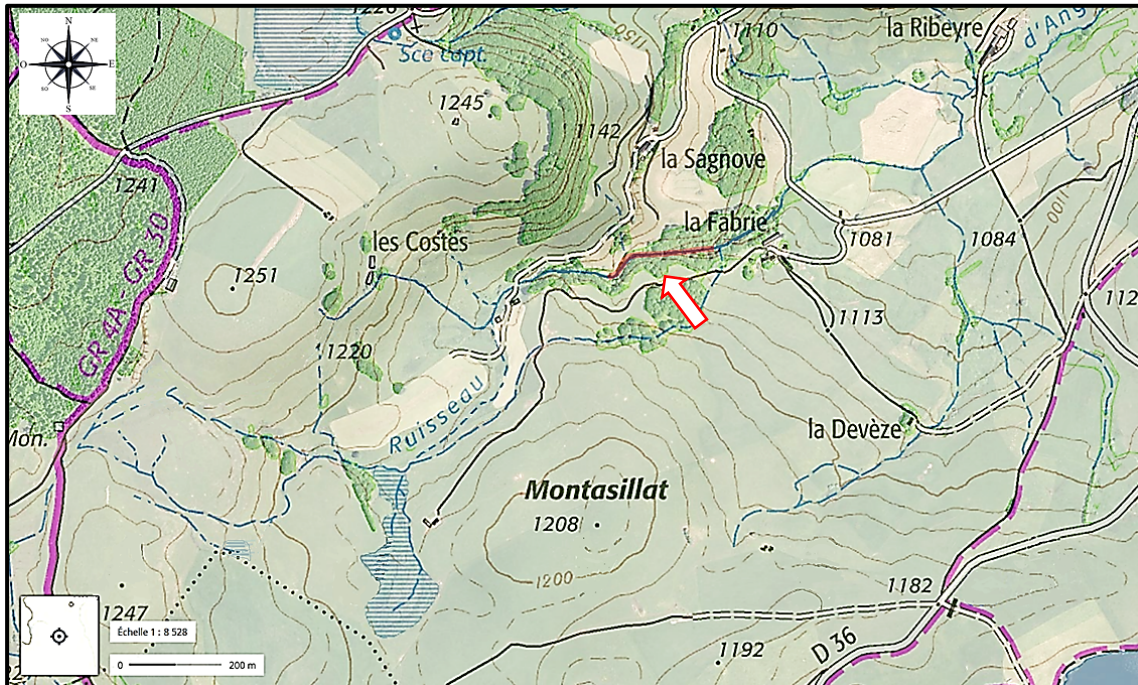 N
NO
NE
O
E
SO
SE
S
1226
Sce capt.
1150
1110
la Ribeyre
d'Ang
1245
1142
la Sagnove
1241
GR 4A - GR 30
les Costes
la Fabrie
1081
1084
1100
1251
112
1220
1113
Ruisseau
la Devèze
Mon.
Montasillat
1208
1200
1247
1182
D 36
1192
Échelle 1 : 8 528
0
200 m